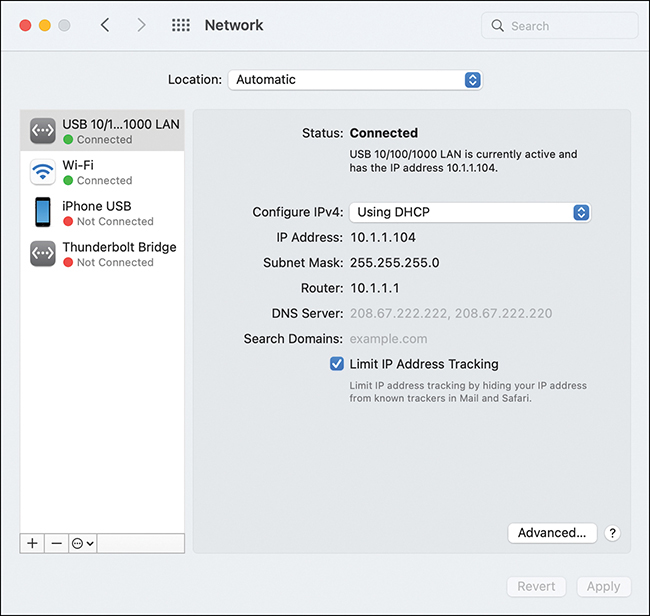 Network
Search
Location: Automatic
USB 10/1...1000 LAN
Connected
Wi-Fi
Connected
iPhone USB
Not Connected
Thunderbolt Bridge
Not Connected
Status: Connected
USB 10/100/1000 LAN is currently active and
has the IP address 10.1.1.104.
Configure IPv4: Using DHCP
IP Address: 10.1.1.104
Subnet Mask: 255.255.255.0
Router: 10.1.1.1
DNS Server: 208.67.222.222, 208.67.222.220
Search Domains: example.com
Limit IP Address Tracking
Limit IP address tracking by hiding your IP address
from known trackers in Mail and Safari.
Advanced... ?
Revert Apply